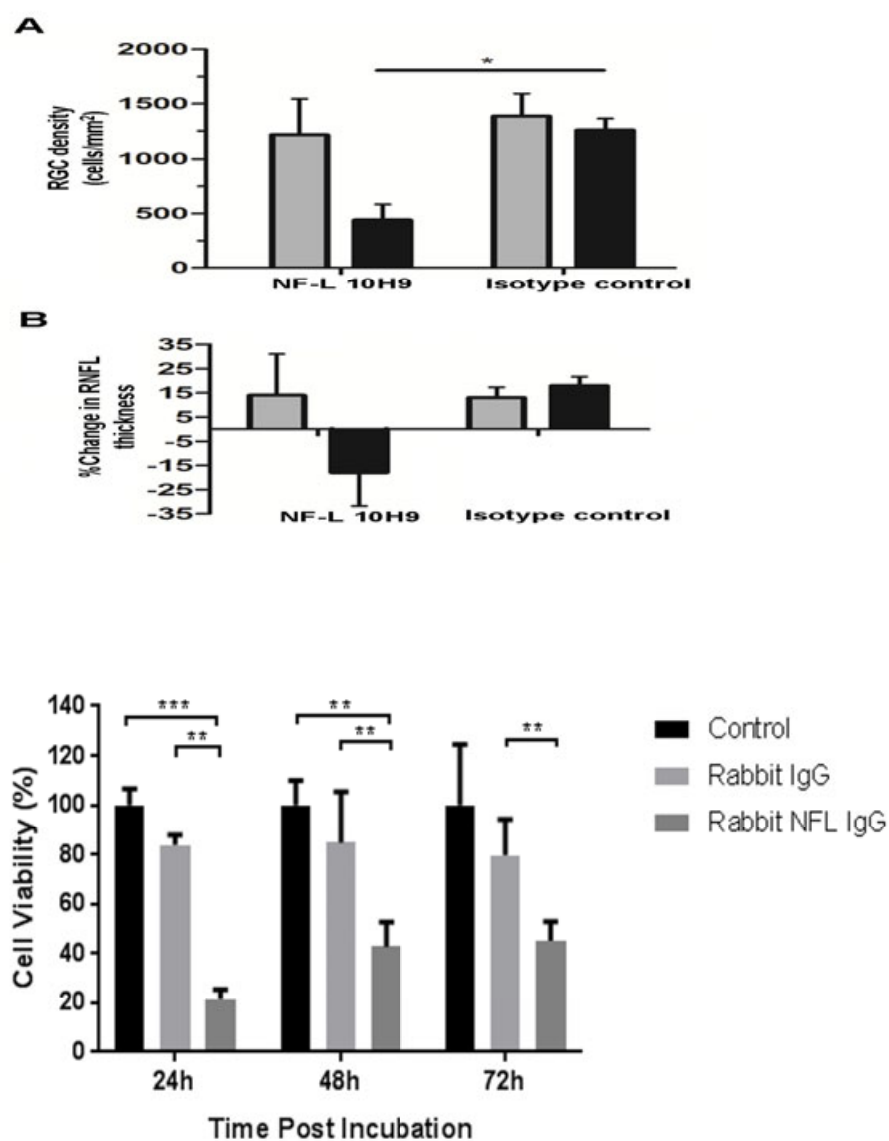 A
2000
1500
1000
500
0
RGC density
(cells/mm²)
*
NF-L 10H9
Isotype control
B
35
25
15
5
-5
-15
-25
-35
%Change in RNFL
thickness
NF-L 10H9
Isotype control
140
120
100
80
60
40
20
0
Cell Viability (%)
***
**
**
**
**
24h
48h
72h
Time Post Incubation
Control
Rabbit IgG
Rabbit NFL IgG